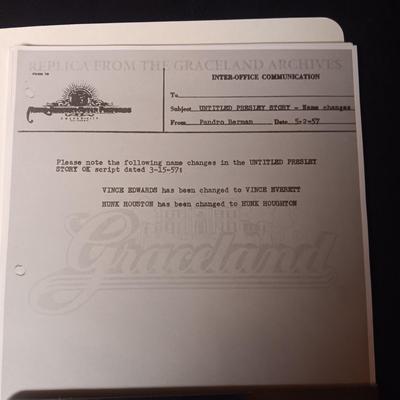 REPLICA FROM THE GRACELAND ARCHIVES
INTER-OFFICE COMMUNICATION
To
Subject UNTITLED PRESLEY STORY - Name changes
From Pandro Berman Date 5-2-57
Please note the following name changes in the UNTITLED PRESLEY
STORY OK script dated 3-15-57:
VINCE EDWARDS has been changed to VINCE EVERETT
HUNK HOUSTON has been changed to HUNK HOUGHTON
Graceland